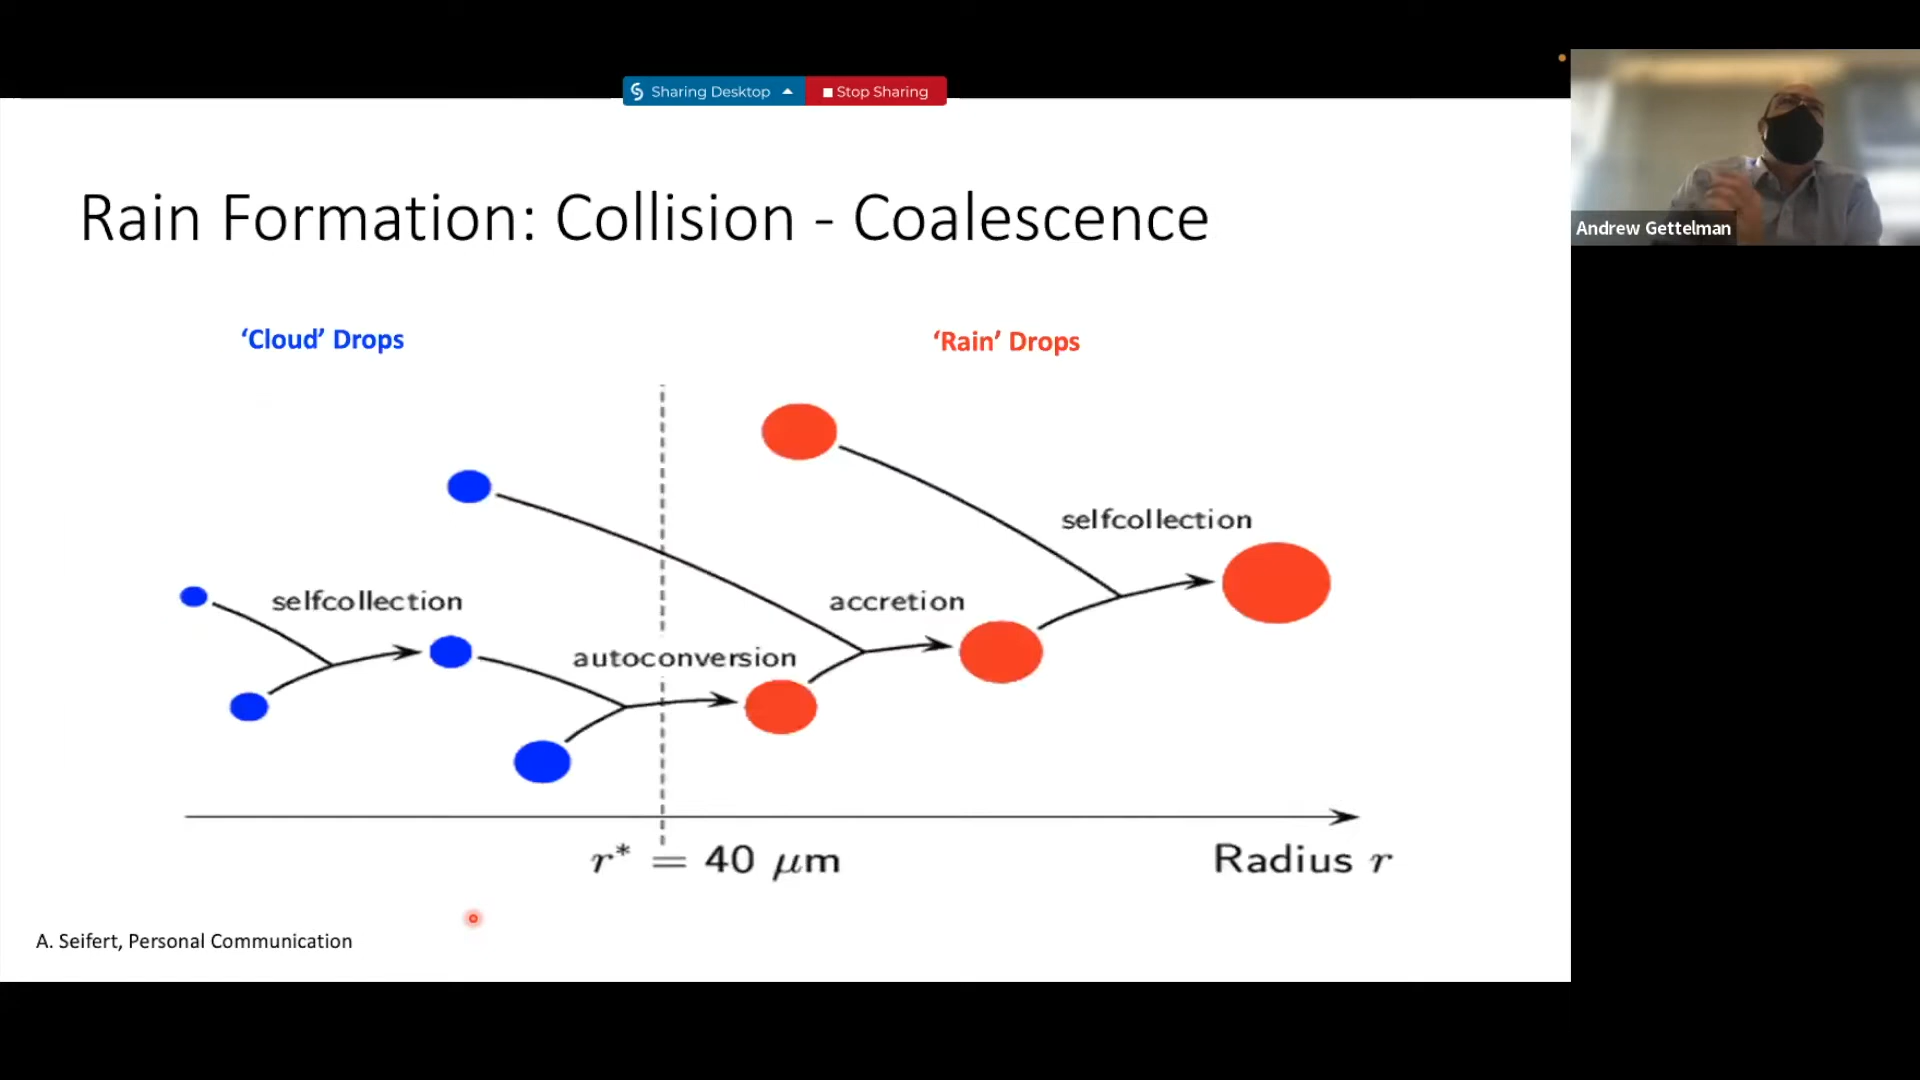 Sharing Desktop
Stop Sharing
Andrew Gettelman
Rain Formation: Collision - Coalescence
‘Cloud’ Drops
‘Rain’ Drops
selfcollection
selfcollection
accretion
autoconversion
r* = 40 μm
Radius r
A. Seifert, Personal Communication